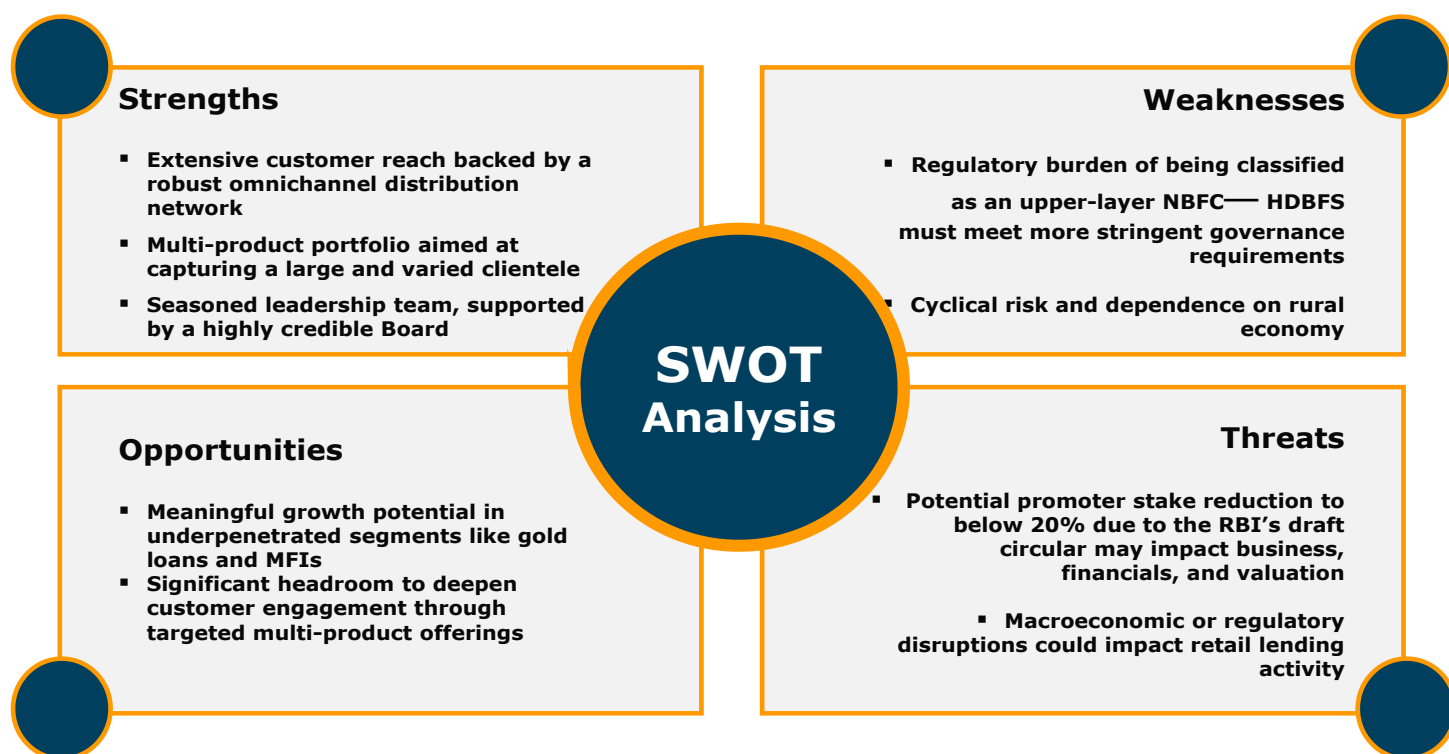 Strengths
▪ Extensive customer reach backed by a
robust omnichannel distribution
network
▪ Multi-product portfolio aimed at
capturing a large and varied clientele
▪ Seasoned leadership team, supported
by a highly credible Board
Weaknesses
▪ Regulatory burden of being classified
as an upper-layer NBFC— HDBFS
must meet more stringent governance
requirements
▪ Cyclical risk and dependence on rural
economy
SWOT
Analysis
Opportunities
▪ Meaningful growth potential in
underpenetrated segments like gold
loans and MFIs
▪ Significant headroom to deepen
customer engagement through
targeted multi-product offerings
Threats
▪ Potential promoter stake reduction to
below 20% due to the RBI’s draft
circular may impact business,
financials, and valuation
▪ Macroeconomic or regulatory
disruptions could impact retail lending
activity